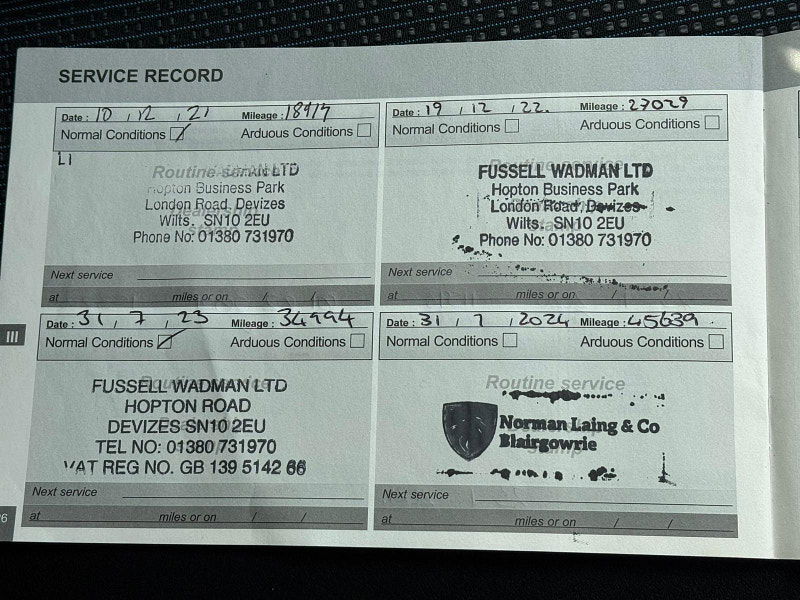 SERVICE RECORD
Date: 10, 12, 21 Mileage: 18917
Normal Conditions Arduous Conditions
LI
Routine service LTD
Hopton Business Park
London Road, Devizes
Wilts. SN10 2EU
Phone No: 01380 731970
Next service
at miles or on / /
Date: 19, 12, 22. Mileage: 27029
Normal Conditions Arduous Conditions
Routine service
FUSSELL WADMAN LTD
Hopton Business Park
London Road, Devizes
Wilts. SN10 2EU
Phone No: 01380 731970
Next service
at miles or on / /
III
Date: 31, 7, 23 Mileage: 34994
Normal Conditions Arduous Conditions
Routine service
FUSSELL WADMAN LTD
HOPTON ROAD
DEVIZES SN10 2EU
TEL NO: 01380 731970
VAT REG NO. GB 139 5142 66
Next service
at miles or on / /
Date: 31, 7, 2024 Mileage: 45639.
Normal Conditions Arduous Conditions
Routine service
Norman Laing & Co
Blairgowrie
stamp
Next service
at miles or on / /